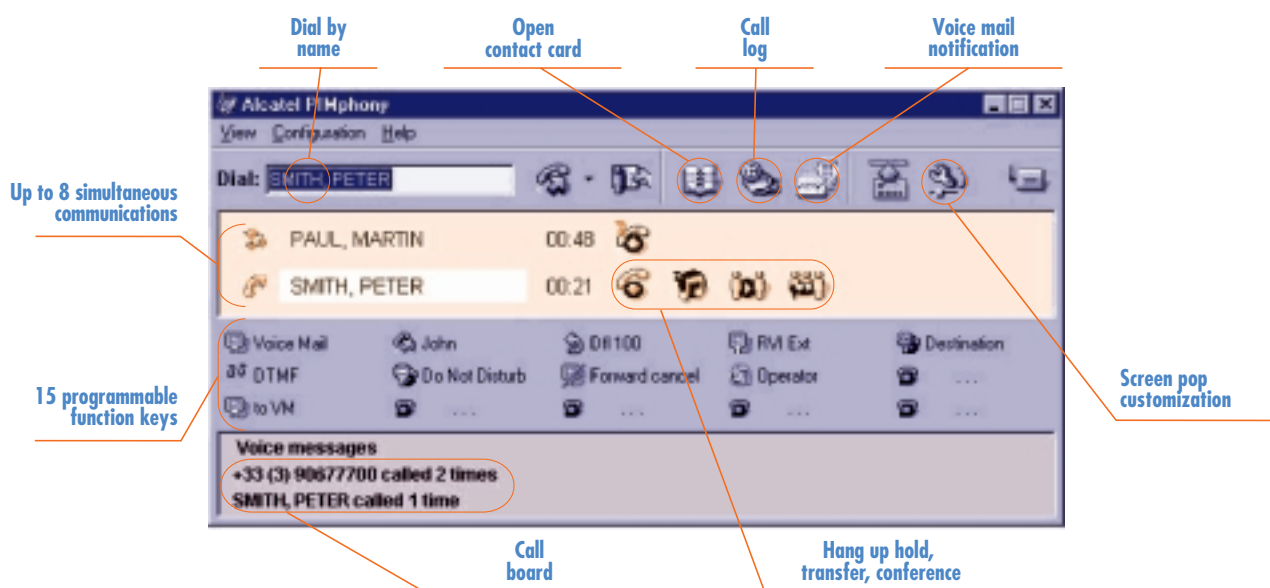 Dial by
name
Open
contact card
Call
log
Voice mail
notification
Alcatel PIMphony
View Configuration Help
Dial: SMITH, PETER
Up to 8 simultaneous
communications
PAUL, MARTIN 00:48
SMITH, PETER 00:21
Voice Mail John 100 RVI Ext Destination
DTMF Do Not Disturb Forward cancel Operator ...
to VM ... ... ... ...
15 programmable
function keys
Screen pop
customization
Voice messages
+33 (3) 90677700 called 2 times
SMITH, PETER called 1 time
Call
board
Hang up hold,
transfer, conference